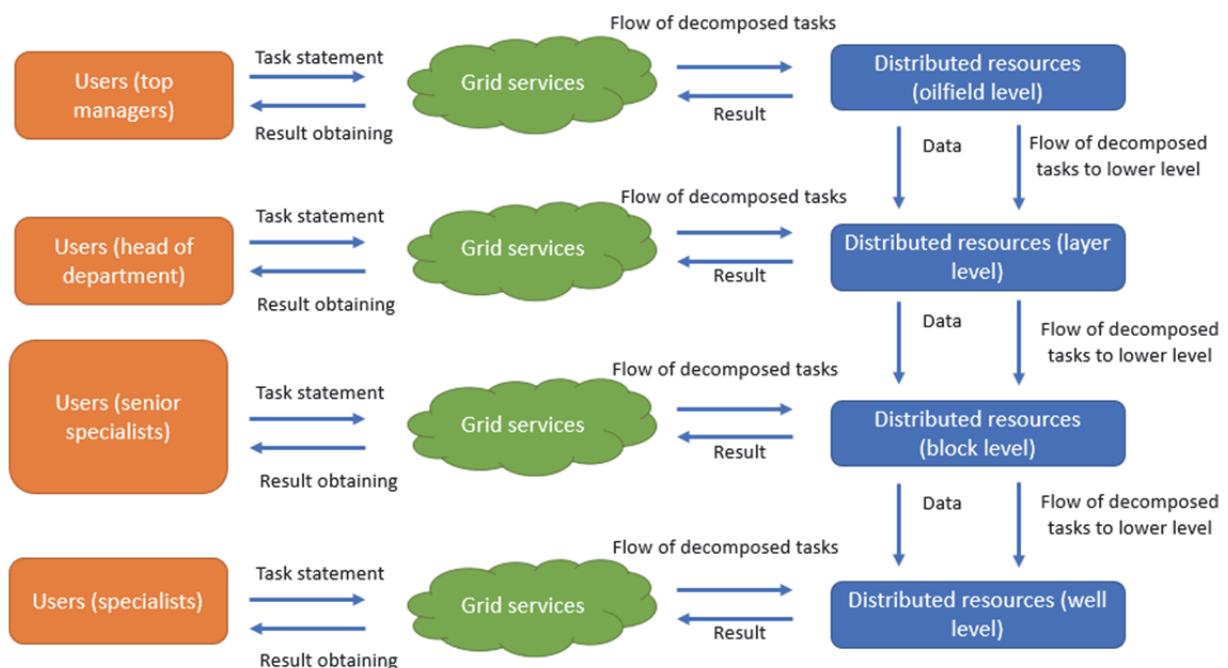 Flow of decomposed tasks
Task statement
Users (top
managers)
Grid services
Distributed resources
(oilfield level)
Result obtaining
Result
Data
Flow of decomposed
tasks to lower level
Flow of decomposed tasks
Task statement
Users (head of
department)
Grid services
Distributed resources (layer
level)
Result obtaining
Result
Data
Flow of decomposed
tasks to lower level
Flow of decomposed tasks
Task statement
Users (senior
specialists)
Grid services
Distributed resources
(block level)
Result obtaining
Result
Data
Flow of decomposed
tasks to lower level
Flow of decomposed tasks
Task statement
Users (specialists)
Grid services
Distributed resources (well
level)
Result obtaining
Result